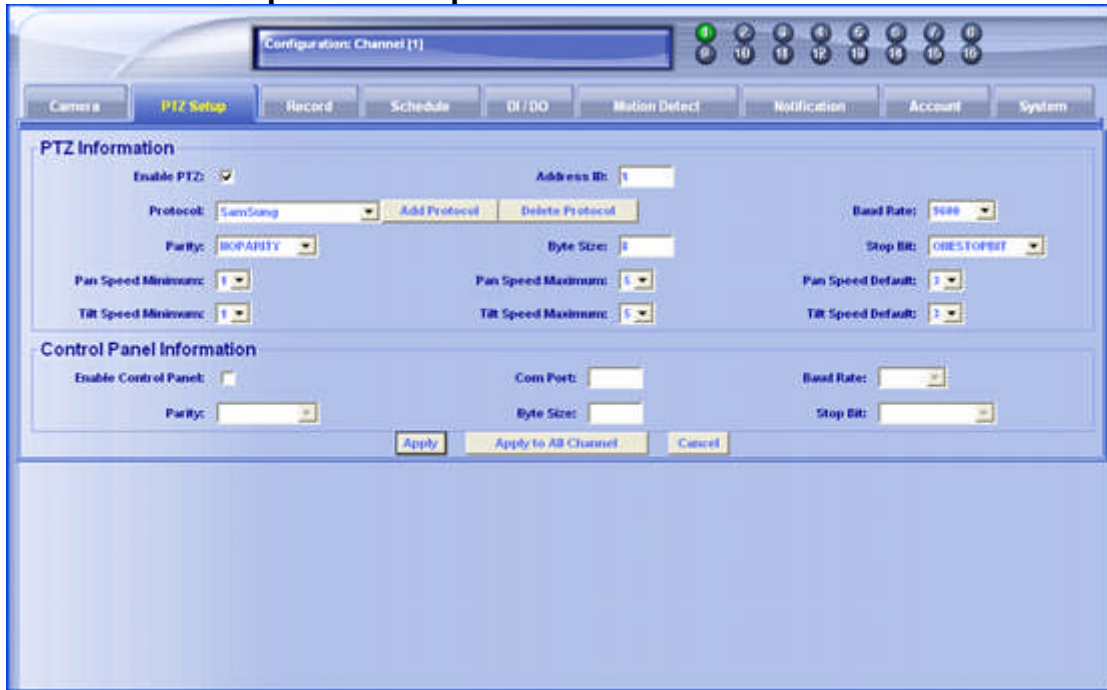 Configuration: Channel [1]
1 2 3 4 5 6 7 8
9 10 11 12 13 14 15 16
Camera PTZ Setup Record Schedule DI / DO Motion Detect Notification Account System
PTZ Information
Enable PTZ: Address ID: 1
Protocol: SamSung Add Protocol Delete Protocol Baud Rate: 9600
Parity: NOPARITY Byte Size: 8 Stop Bit: ONESTOPBIT
Pan Speed Minimum: 1 Pan Speed Maximum: 5 Pan Speed Default: 3
Tilt Speed Minimum: 1 Tilt Speed Maximum: 5 Tilt Speed Default: 3
Control Panel Information
Enable Control Panel: Com Port: Baud Rate:
Parity: Byte Size: Stop Bit:
Apply Apply to All Channel Cancel